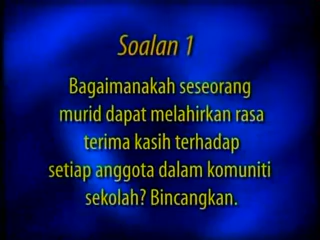 Soalan 1
Bagaimanakah seseorang
murid dapat melahirkan rasa
terima kasih terhadap
setiap anggota dalam komuniti
sekolah? Bincangkan.